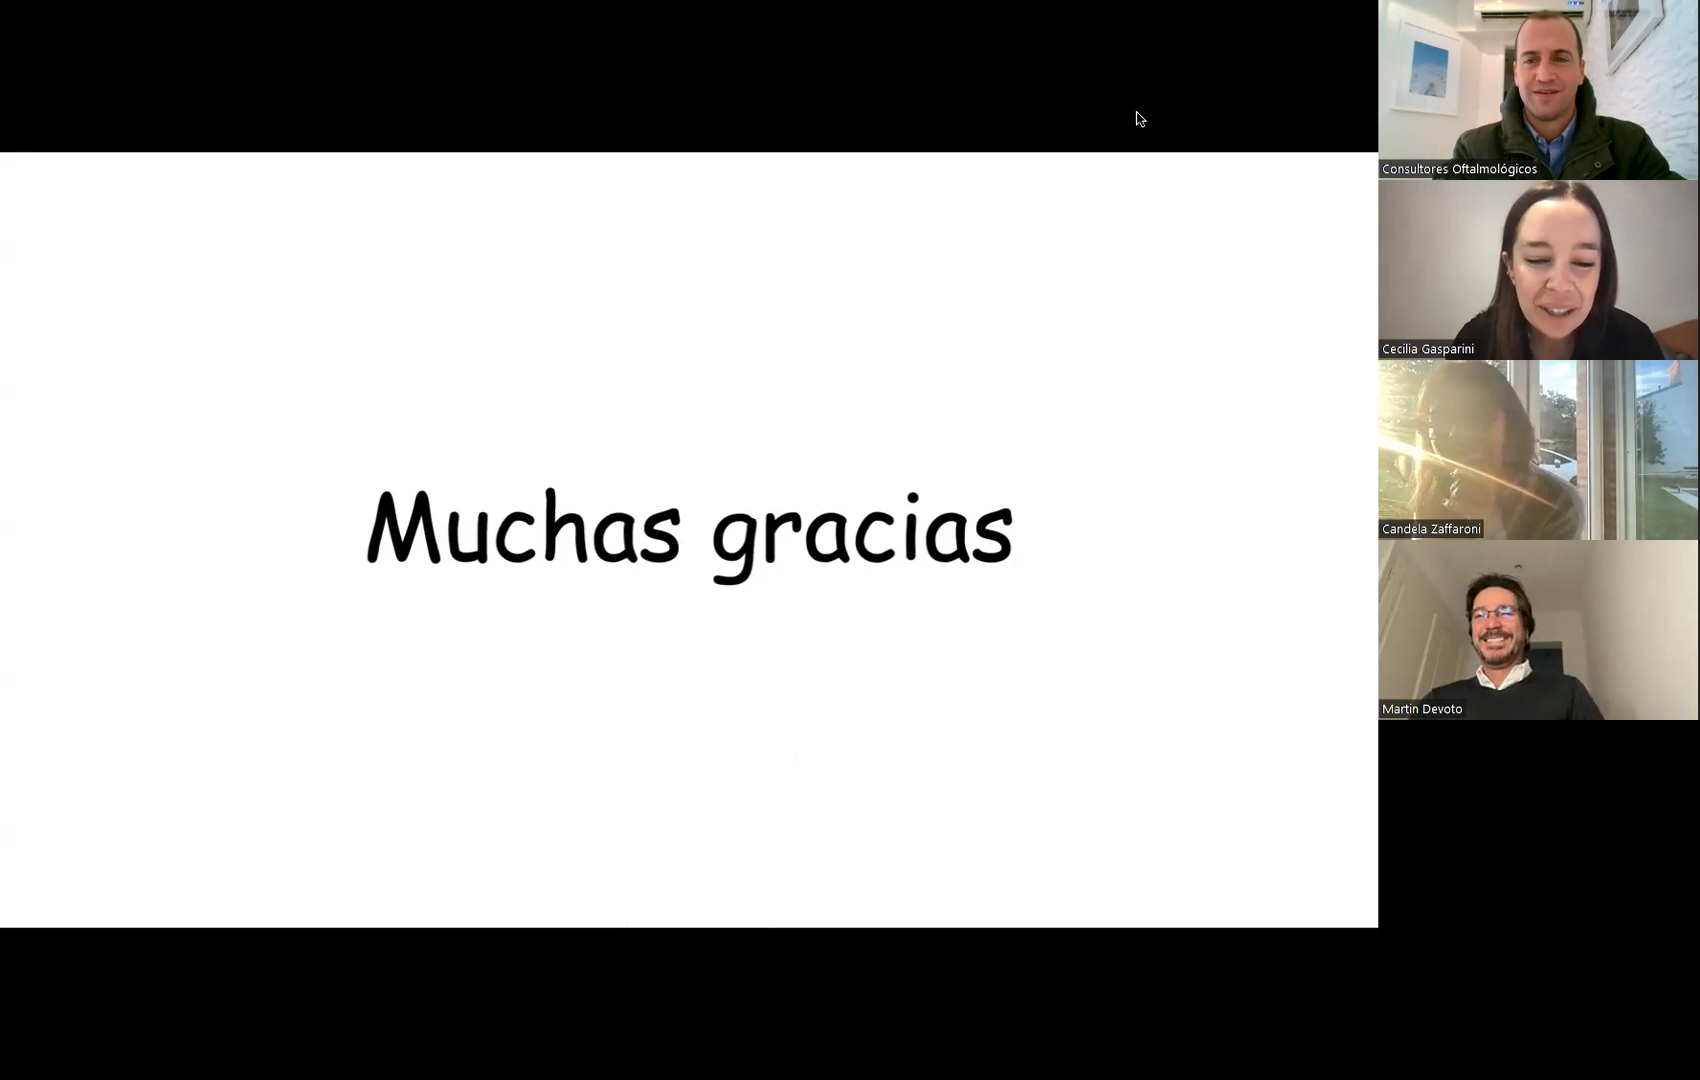 Consultores Oftalmológicos
Cecilia Gasparini
Muchas gracias
Candela Zaffaroni
Martin Devoto